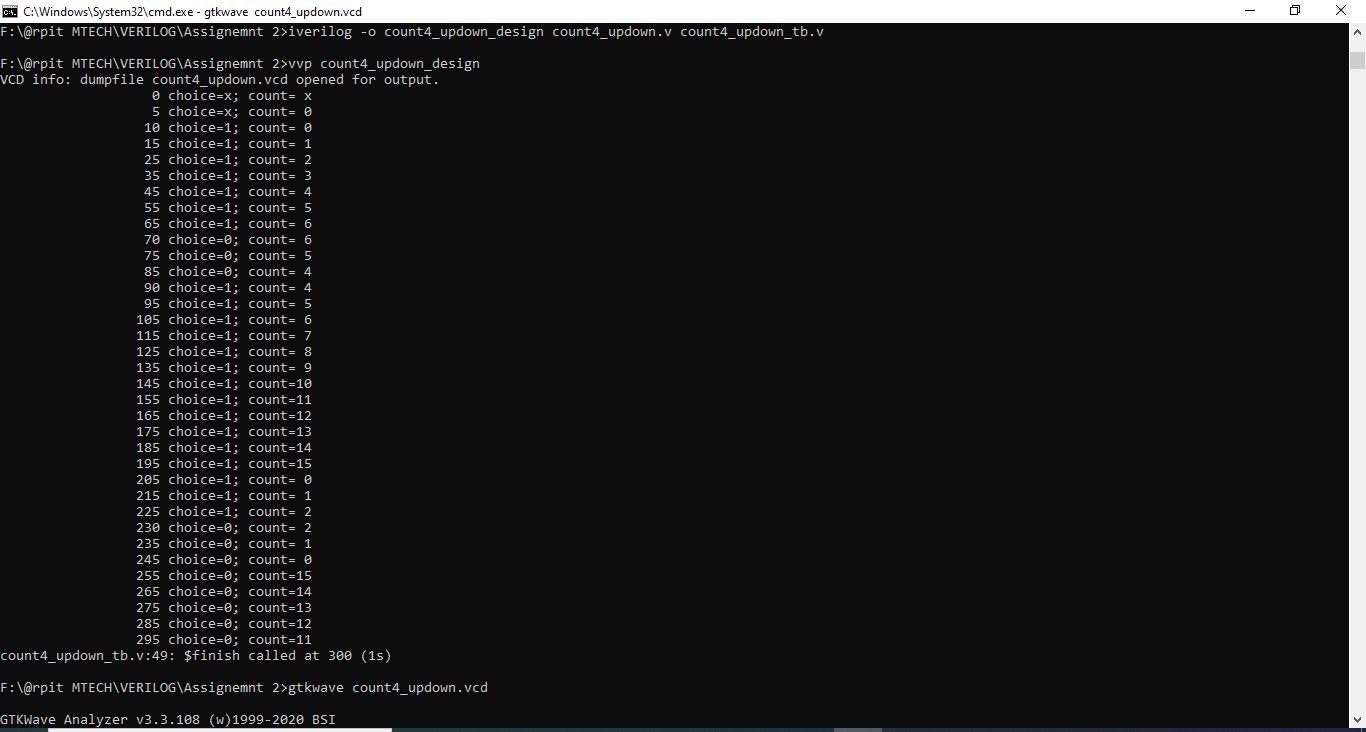 C:\Windows\System32\cmd.exe - gtkwave count4_updown.vcd
F:\@rpit MTECH\VERILOG\Assignemnt 2>iverilog -o count4_updown_design count4_updown.v count4_updown_tb.v
F:\@rpit MTECH\VERILOG\Assignemnt 2>vvp count4_updown_design
VCD info: dumpfile count4_updown.vcd opened for output.
0 choice=x; count= x
5 choice=x; count= 0
10 choice=1; count= 0
15 choice=1; count= 1
25 choice=1; count= 2
35 choice=1; count= 3
45 choice=1; count= 4
55 choice=1; count= 5
65 choice=1; count= 6
70 choice=0; count= 6
75 choice=0; count= 5
85 choice=0; count= 4
90 choice=1; count= 4
95 choice=1; count= 5
105 choice=1; count= 6
115 choice=1; count= 7
125 choice=1; count= 8
135 choice=1; count= 9
145 choice=1; count=10
155 choice=1; count=11
165 choice=1; count=12
175 choice=1; count=13
185 choice=1; count=14
195 choice=1; count=15
205 choice=1; count= 0
215 choice=1; count= 1
225 choice=1; count= 2
230 choice=0; count= 2
235 choice=0; count= 1
245 choice=0; count= 0
255 choice=0; count=15
265 choice=0; count=14
275 choice=0; count=13
285 choice=0; count=12
295 choice=0; count=11
count4_updown_tb.v:49: $finish called at 300 (1s)
F:\@rpit MTECH\VERILOG\Assignemnt 2>gtkwave count4_updown.vcd
GTKWave Analyzer v3.3.108 (w)1999-2020 BSI